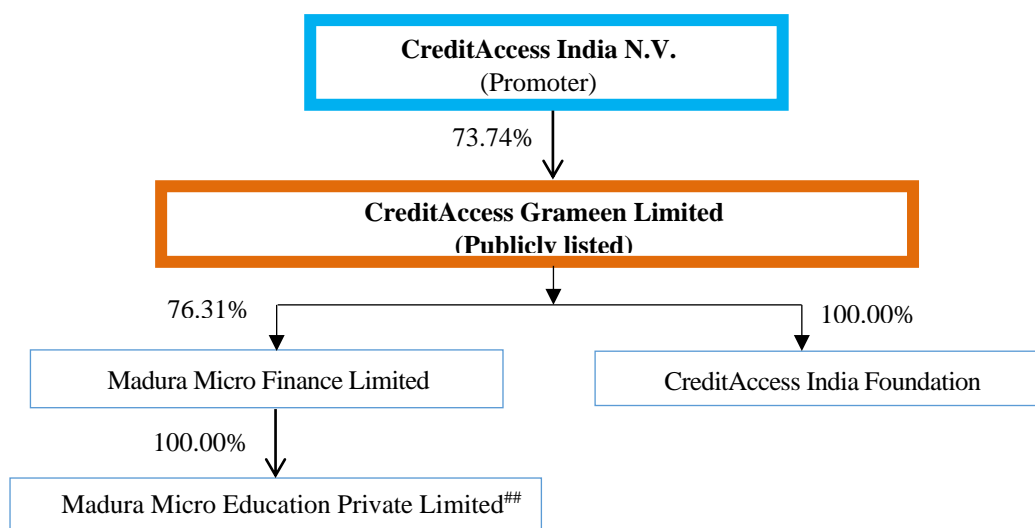 CreditAccess India N.V.
(Promoter)
73.74%
CreditAccess Grameen Limited
(Publicly listed)
76.31%
100.00%
Madura Micro Finance Limited
CreditAccess India Foundation
100.00%
Madura Micro Education Private Limited##